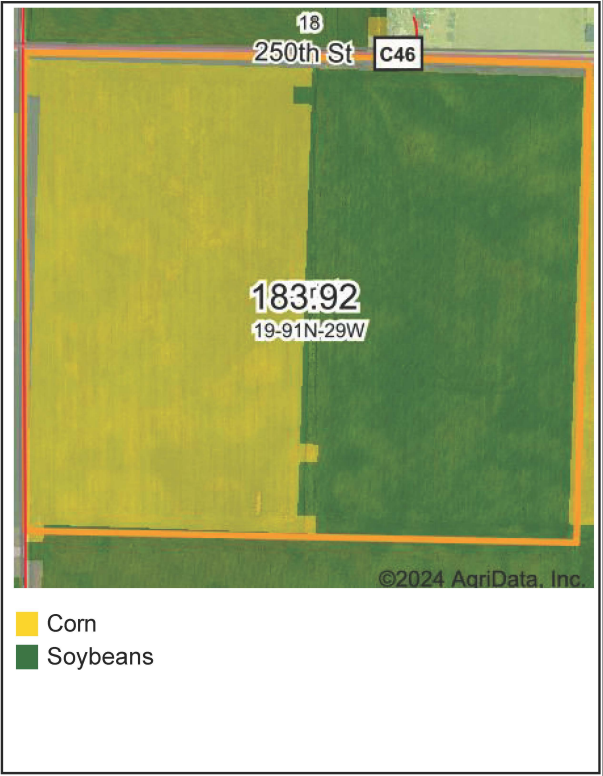 18
250th St
C46
183.92
19-91N-29W
©2024 AgriData, Inc.
Corn
Soybeans